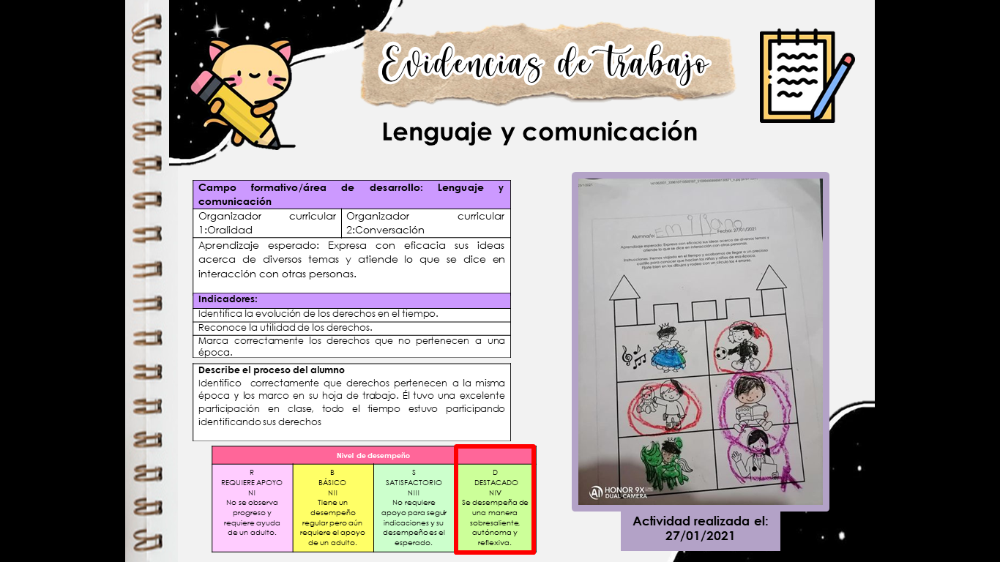 Evidencias de trabajo
Lenguaje y comunicación
Campo formativo/área de desarrollo: Lenguaje y
comunicación
Organizador curricular
1:Oralidad
Organizador curricular
2:Conversación
Aprendizaje esperado: Expresa con eficacia sus ideas
acerca de diversos temas y atiende lo que se dice en
interacción con otras personas.
Indicadores:
Identifica la evolución de los derechos en el tiempo.
Reconoce la utilidad de los derechos.
Marca correctamente los derechos que no pertenecen a una
época.
Describe el proceso del alumno
Identifico correctamente que derechos pertenecen a la misma
época y los marco en su hoja de trabajo. Él tuvo una excelente
participación en clase, todo el tiempo estuvo participando
identificando sus derechos
Nivel de desempeño
R
REQUIERE APOYO
NI
No se observa
progreso y
requiere ayuda
de un adulto.
B
BÁSICO
NII
Tiene un
desempeño
regular pero aún
requiere el apoyo
de un adulto.
S
SATISFACTORIO
NIII
No requiere
apoyo para seguir
indicaciones y su
desempeño es el
esperado.
D
DESTACADO
NIV
Se desempeña de
una manera
sobresaliente,
autónoma y
reflexiva.
Alumna/o: Emiliano Fecha: 27/01/2021
Aprendizaje esperado: Expresa con eficacia sus ideas acerca de diversos temas y
atiende lo que se dice en interacción con otras personas.
Instrucciones: Hemos viajado en el tiempo y acabamos de llegar a un precioso
castillo para conocer que hacían los niños y niñas de esa época.
Fíjate bien en los dibujos y rodea con un círculo los 4 errores.
AI HONOR 9X
DUAL CAMERA
Actividad realizada el:
27/01/2021